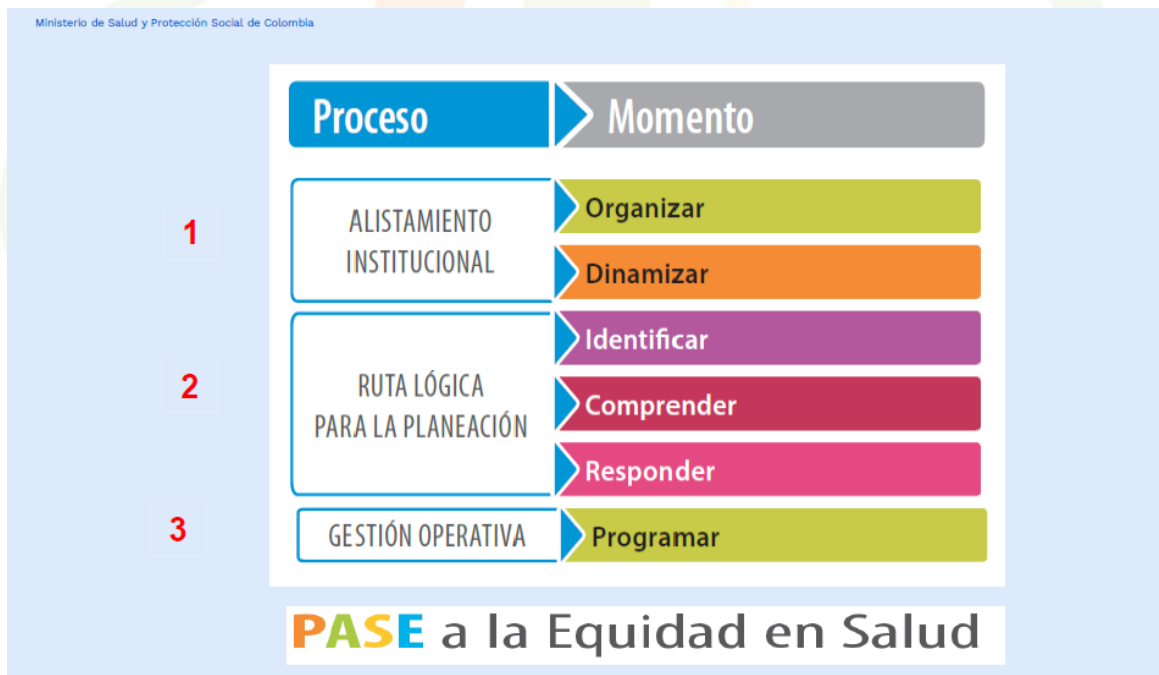 Ministerio de Salud y Protección Social de Colombia
Proceso
Momento
1
ALISTAMIENTO
INSTITUCIONAL
Organizar
Dinamizar
2
RUTA LÓGICA
PARA LA PLANEACIÓN
Identificar
Comprender
Responder
3
GESTIÓN OPERATIVA
Programar
PASE a la Equidad en Salud